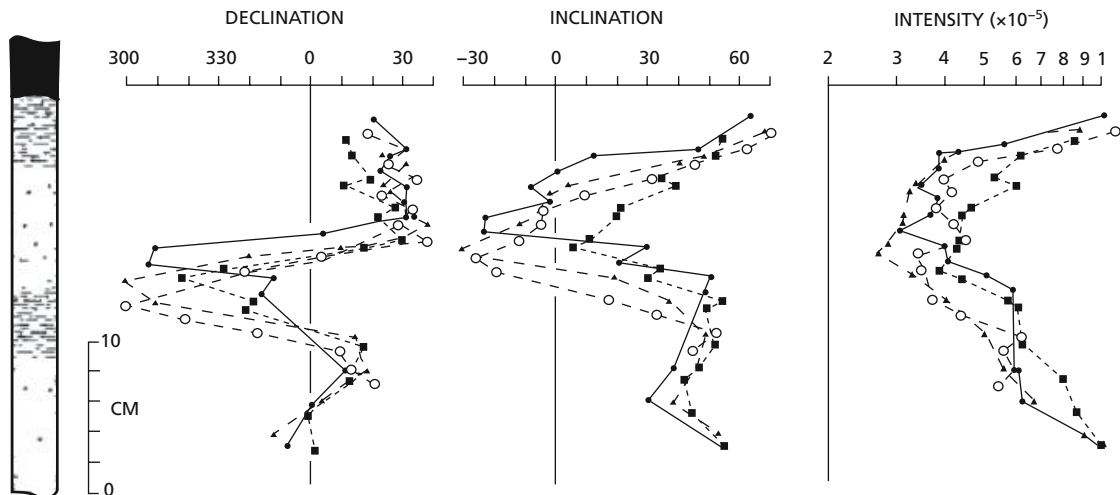 DECLINATION INCLINATION INTENSITY (×10⁻⁵)
300 330 0 30 −30 0 30 60 2 3 4 5 6 7 8 9 1
10
CM
0